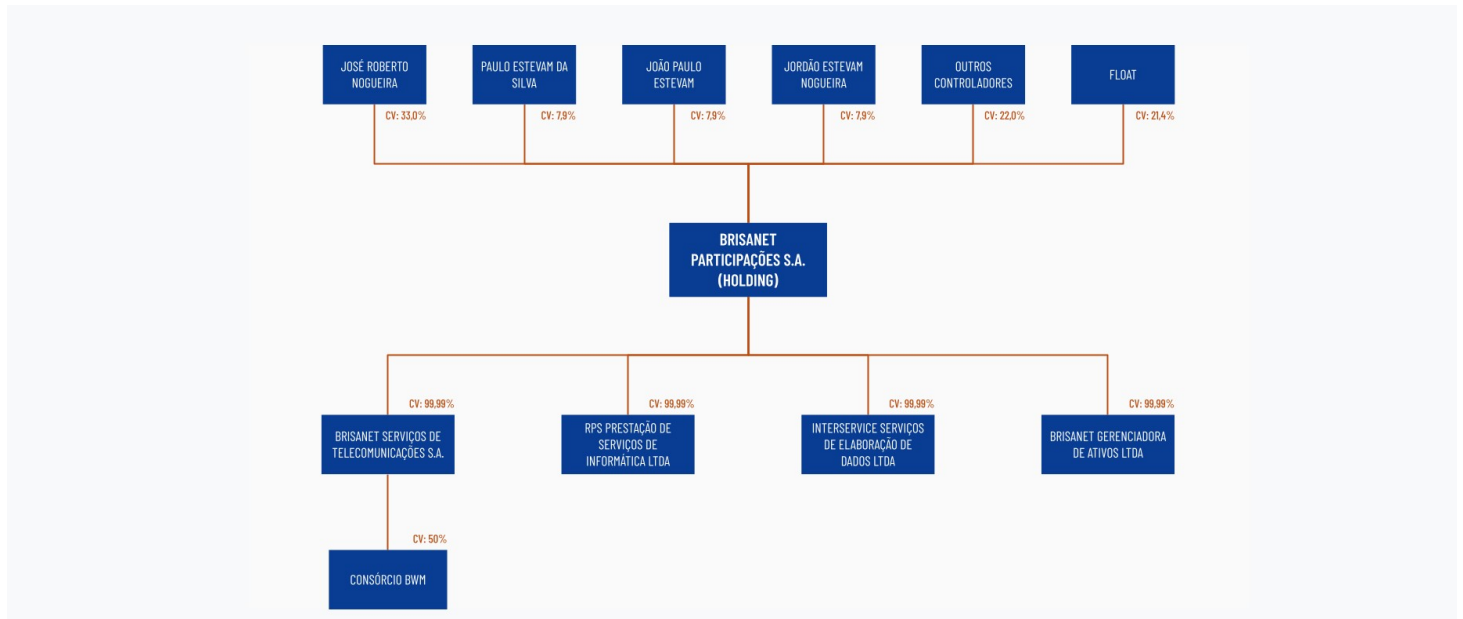 JOSÉ ROBERTO
NOGUEIRA
CV: 33,0%
PAULO ESTEVAM DA
SILVA
CV: 7,9%
JOÃO PAULO
ESTEVAM
CV: 7,9%
JORDÃO ESTEVAM
NOGUEIRA
CV: 7,9%
OUTROS
CONTROLADORES
CV: 22,0%
FLOAT
CV: 21,4%
BRISANET
PARTICIPAÇÕES S.A.
(HOLDING)
CV: 99,99%
BRISANET SERVIÇOS DE
TELECOMUNICAÇÕES S.A.
CV: 99,99%
RPS PRESTAÇÃO DE
SERVIÇOS DE
INFORMÁTICA LTDA
CV: 99,99%
INTERSERVICE SERVIÇOS
DE ELABORAÇÃO DE
DADOS LTDA
CV: 99,99%
BRISANET GERENCIADORA
DE ATIVOS LTDA
CV: 50%
CONSÓRCIO BWM